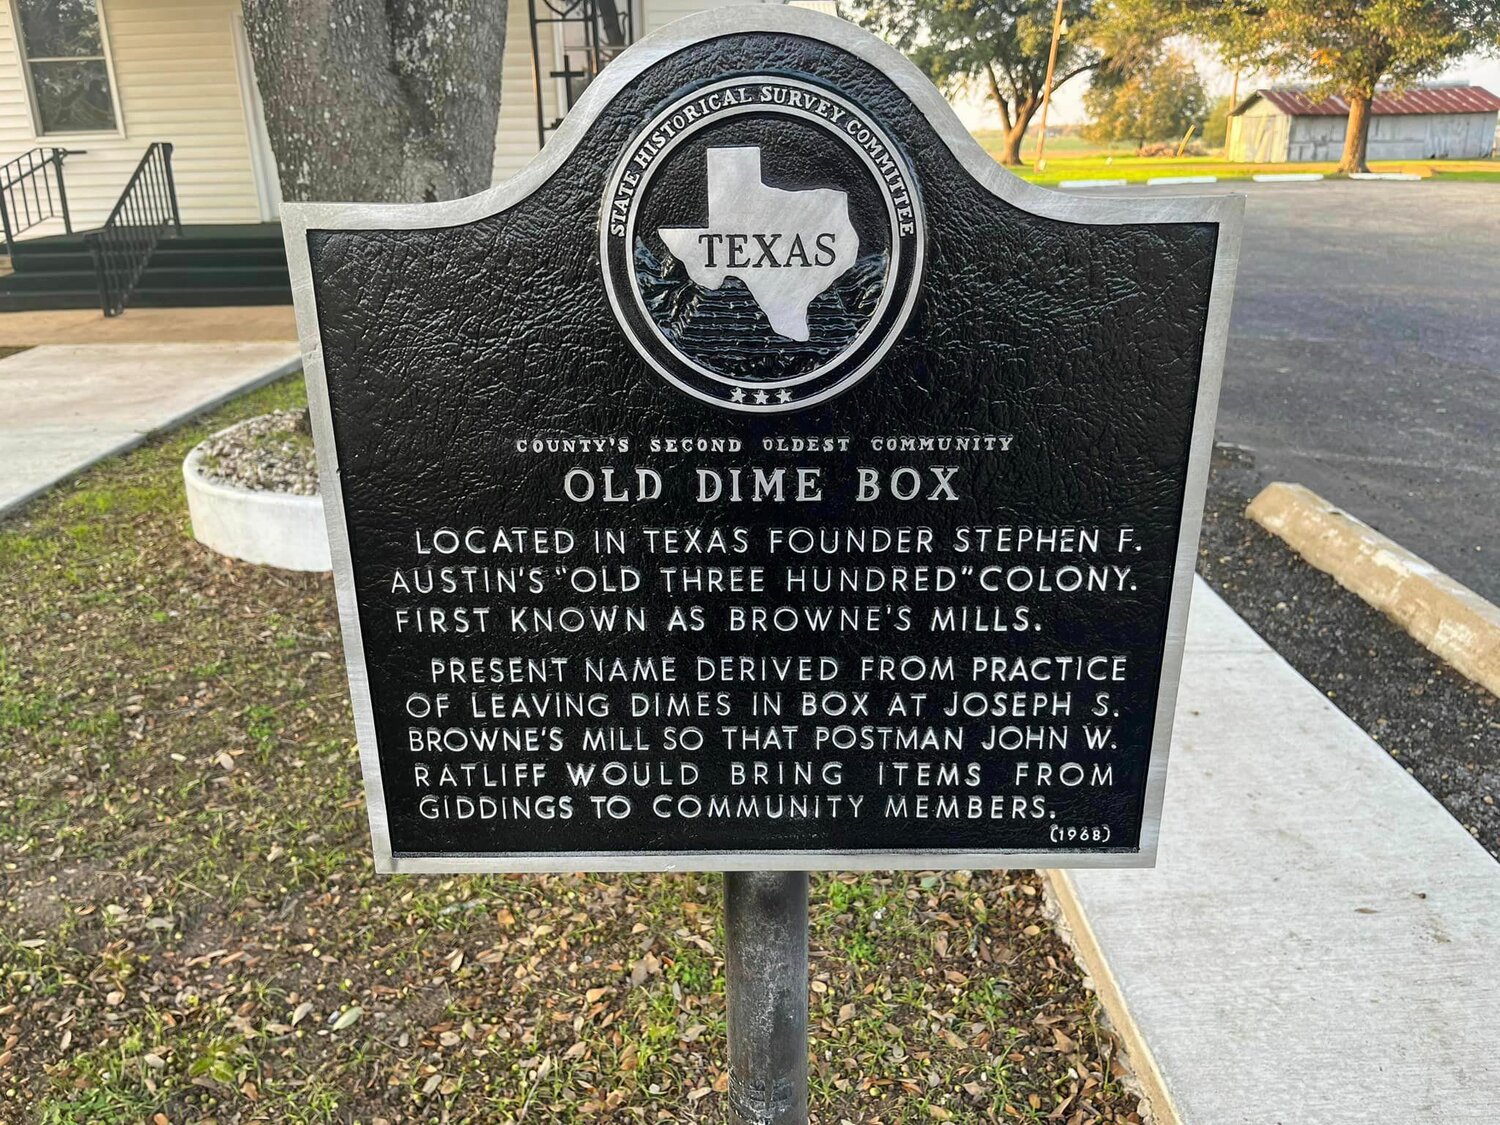 STATE HISTORICAL SURVEY COMMITTEE
TEXAS
COUNTY'S SECOND OLDEST COMMUNITY
OLD DIME BOX
LOCATED IN TEXAS FOUNDER STEPHEN F.
AUSTIN'S "OLD THREE HUNDRED" COLONY.
FIRST KNOWN AS BROWNE'S MILLS.
PRESENT NAME DERIVED FROM PRACTICE
OF LEAVING DIMES IN BOX AT JOSEPH S.
BROWNE'S MILL SO THAT POSTMAN JOHN W.
RATLIFF WOULD BRING ITEMS FROM
GIDDINGS TO COMMUNITY MEMBERS.
(1968)